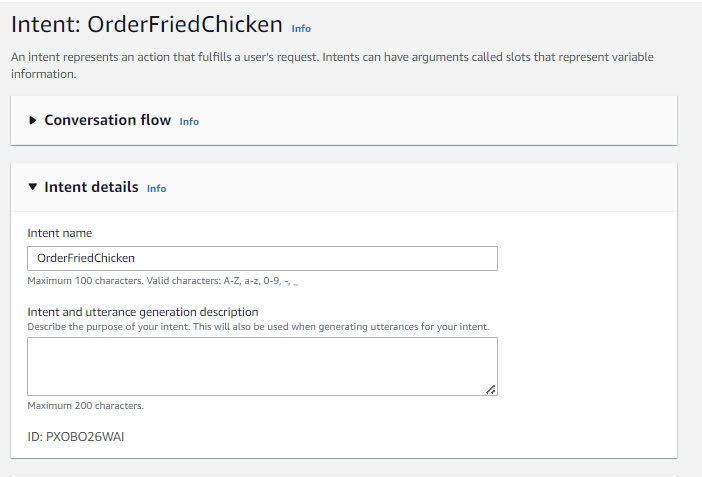 Intent: OrderFriedChicken Info
An intent represents an action that fulfills a user's request. Intents can have arguments called slots that represent variable
information.
Conversation flow Info
Intent details Info
Intent name
OrderFriedChicken
Maximum 100 characters. Valid characters: A-Z, a-z, 0-9, -, _
Intent and utterance generation description
Describe the purpose of your intent. This will also be used when generating utterances for your intent.
Maximum 200 characters.
ID: PXOBO26WAI